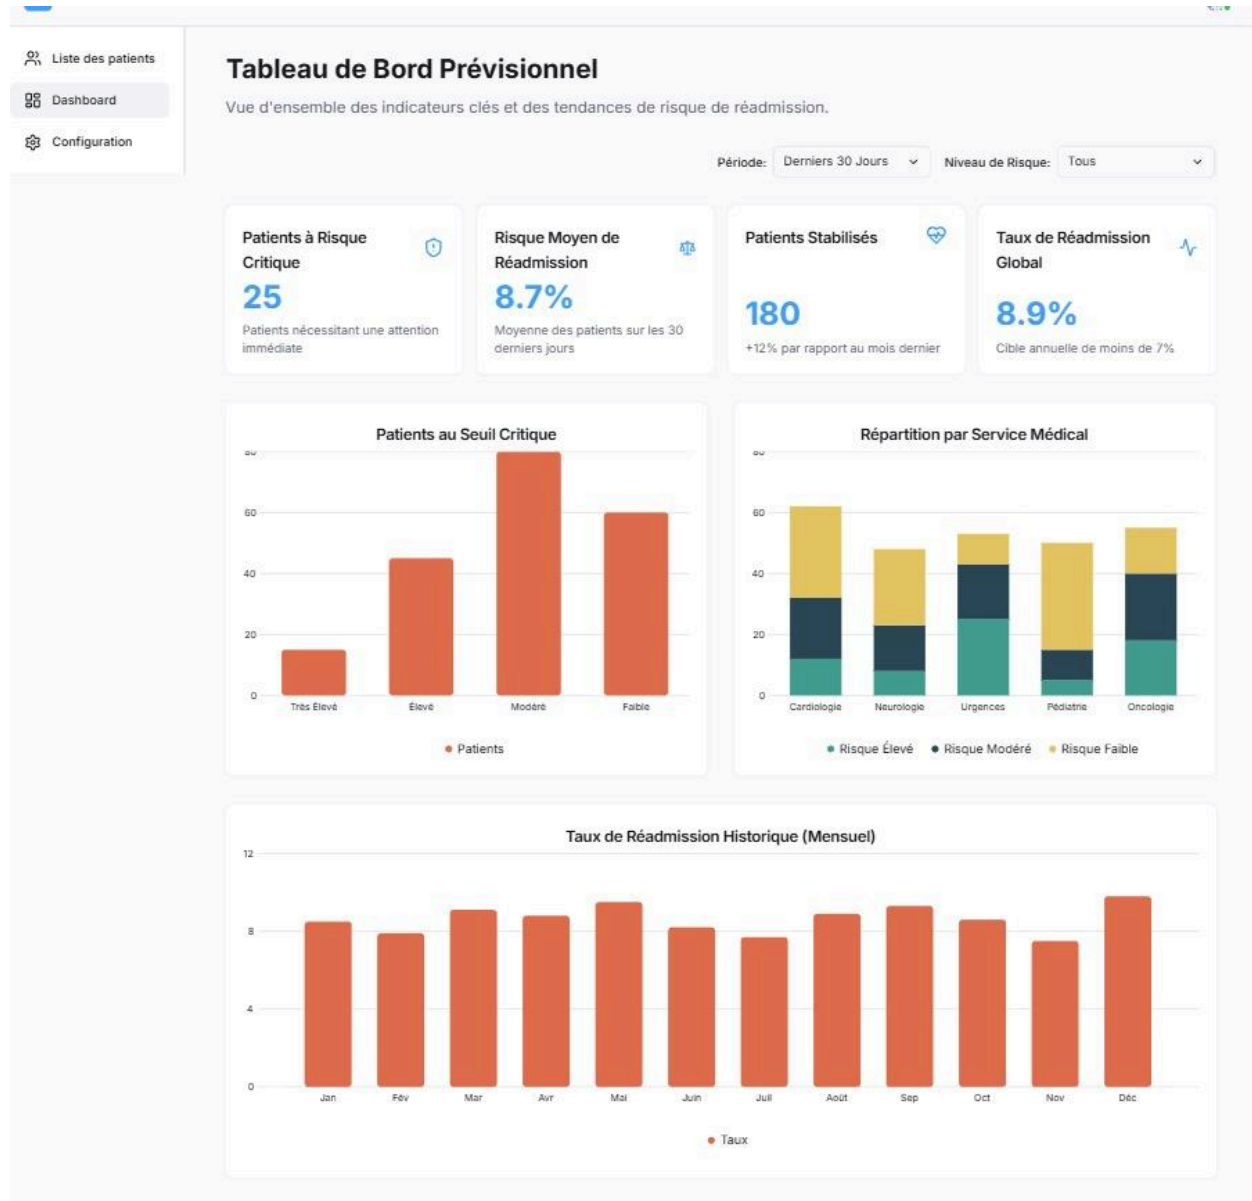 Liste des patients
Dashboard
Configuration
Tableau de Bord Prévisionnel
Vue d'ensemble des indicateurs clés et des tendances de risque de réadmission.
Période: Derniers 30 Jours Niveau de Risque: Tous
Patients à Risque
Critique
25
Patients nécessitant une attention
immédiate
Risque Moyen de
Réadmission
8.7%
Moyenne des patients sur les 30
derniers jours
Patients Stabilisés
180
+12% par rapport au mois dernier
Taux de Réadmission
Global
8.9%
Cible annuelle de moins de 7%
Patients au Seuil Critique
80
60
40
20
0
Très Élevé Élevé Modéré Faible
Patients
Répartition par Service Médical
80
60
40
20
0
Cardiologie Neurologie Urgences Pédiatrie Oncologie
Risque Élevé Risque Modéré Risque Faible
Taux de Réadmission Historique (Mensuel)
12
8
4
0
Jan Fév Mar Avr Mai Juin Juil Août Sep Oct Nov Déc
Taux